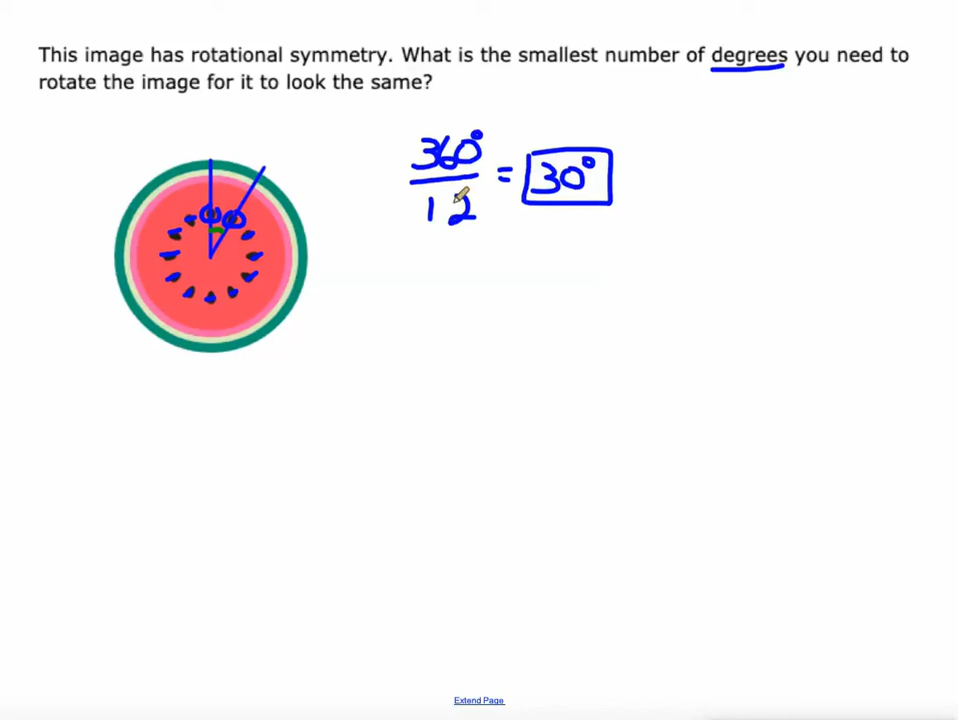 This image has rotational symmetry. What is the smallest number of degrees you need to
rotate the image for it to look the same?
360°
12
= 30°
Extend Page